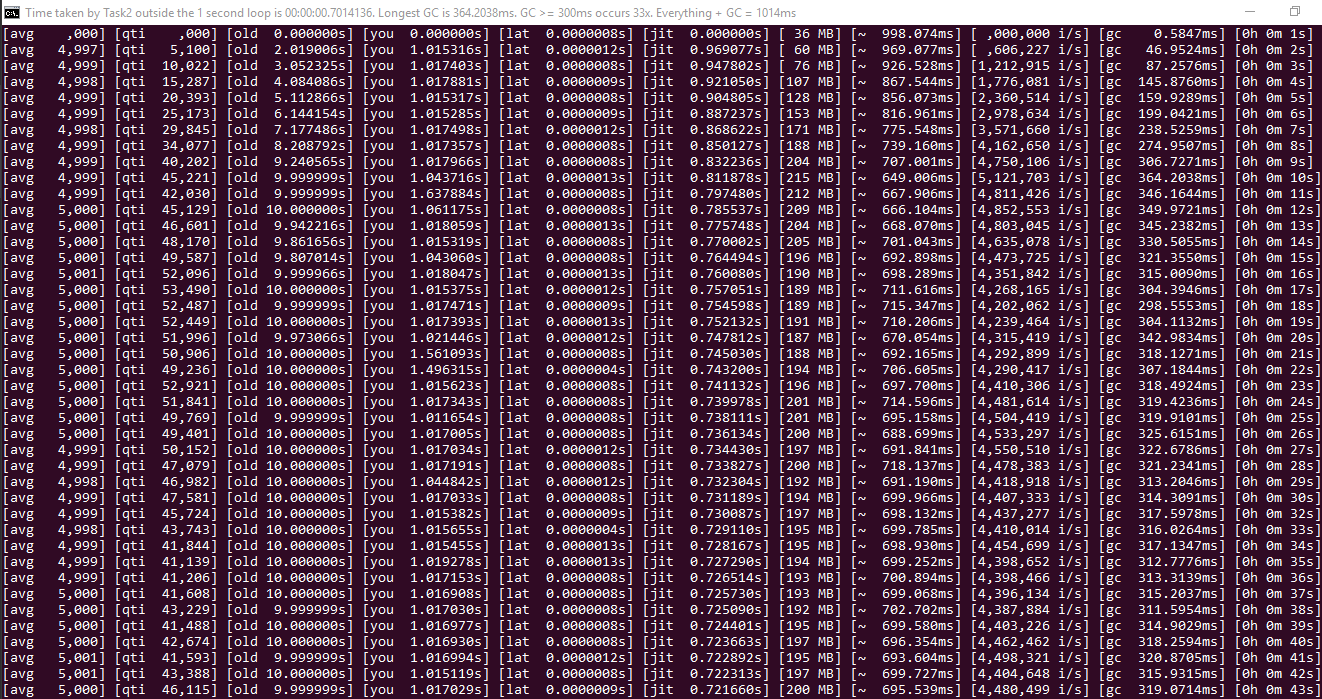 Time taken by Task2 outside the 1 second loop is 00:00:00.7014136. Longest GC is 364.2038ms. GC >= 300ms occurs 33x. Everything + GC = 1014ms
[avg    ,000] [qti    ,000] [old  0.000000s] [you  0.000000s] [lat  0.0000008s] [jit  0.000000s] [ 36 MB] [~  998.074ms] [ ,000,000 i/s] [gc    0.5847ms] [0h 0m 1s]
[avg   4,997] [qti   5,100] [old  2.019006s] [you  1.015316s] [lat  0.0000008s] [jit  0.969077s] [ 60 MB] [~  969.077ms] [ ,606,227 i/s] [gc   46.9524ms] [0h 0m 2s]
[avg   4,999] [qti  10,022] [old  3.052325s] [you  1.017403s] [lat  0.0000008s] [jit  0.947802s] [ 76 MB] [~  926.528ms] [1,212,915 i/s] [gc   87.2576ms] [0h 0m 3s]
[avg   4,999] [qti  15,287] [old  4.084086s] [you  1.017881s] [lat  0.0000009s] [jit  0.921050s] [107 MB] [~  867.544ms] [1,776,081 i/s] [gc  145.8760ms] [0h 0m 4s]
[avg   4,999] [qti  20,393] [old  5.112866s] [you  1.015317s] [lat  0.0000008s] [jit  0.904805s] [128 MB] [~  856.073ms] [2,360,514 i/s] [gc  159.9289ms] [0h 0m 5s]
[avg   4,999] [qti  25,173] [old  6.144154s] [you  1.015285s] [lat  0.0000009s] [jit  0.887237s] [153 MB] [~  816.961ms] [2,978,634 i/s] [gc  199.0421ms] [0h 0m 6s]
[avg   4,998] [qti  29,845] [old  7.177486s] [you  1.017498s] [lat  0.0000012s] [jit  0.868622s] [171 MB] [~  775.548ms] [3,571,660 i/s] [gc  238.5259ms] [0h 0m 7s]
[avg   4,999] [qti  34,077] [old  8.208792s] [you  1.017357s] [lat  0.0000008s] [jit  0.850127s] [188 MB] [~  739.160ms] [4,162,650 i/s] [gc  274.9507ms] [0h 0m 8s]
[avg   4,999] [qti  40,202] [old  9.240565s] [you  1.017966s] [lat  0.0000008s] [jit  0.832236s] [204 MB] [~  707.001ms] [4,750,106 i/s] [gc  306.7271ms] [0h 0m 9s]
[avg   4,999] [qti  45,221] [old  9.999999s] [you  1.043716s] [lat  0.0000013s] [jit  0.811878s] [215 MB] [~  649.006ms] [5,121,703 i/s] [gc  364.2038ms] [0h 0m 10s]
[avg   4,999] [qti  42,030] [old  9.999999s] [you  1.637884s] [lat  0.0000008s] [jit  0.797480s] [212 MB] [~  667.906ms] [4,811,426 i/s] [gc  346.1644ms] [0h 0m 11s]
[avg   5,000] [qti  45,129] [old 10.000000s] [you  1.061175s] [lat  0.0000008s] [jit  0.785537s] [209 MB] [~  666.104ms] [4,852,553 i/s] [gc  349.9721ms] [0h 0m 12s]
[avg   5,000] [qti  46,601] [old  9.942216s] [you  1.018059s] [lat  0.0000013s] [jit  0.775748s] [204 MB] [~  668.070ms] [4,803,045 i/s] [gc  345.2382ms] [0h 0m 13s]
[avg   5,000] [qti  48,170] [old  9.861656s] [you  1.015319s] [lat  0.0000008s] [jit  0.770002s] [205 MB] [~  701.043ms] [4,635,078 i/s] [gc  330.5055ms] [0h 0m 14s]
[avg   5,000] [qti  49,587] [old  9.807014s] [you  1.043060s] [lat  0.0000008s] [jit  0.764494s] [196 MB] [~  692.898ms] [4,473,725 i/s] [gc  321.3550ms] [0h 0m 15s]
[avg   5,001] [qti  52,096] [old  9.999966s] [you  1.018047s] [lat  0.0000013s] [jit  0.760080s] [190 MB] [~  698.289ms] [4,351,842 i/s] [gc  315.0090ms] [0h 0m 16s]
[avg   5,000] [qti  53,490] [old 10.000000s] [you  1.015375s] [lat  0.0000012s] [jit  0.757051s] [189 MB] [~  711.616ms] [4,268,165 i/s] [gc  304.3946ms] [0h 0m 17s]
[avg   5,000] [qti  52,487] [old  9.999999s] [you  1.017471s] [lat  0.0000009s] [jit  0.754598s] [189 MB] [~  715.347ms] [4,202,062 i/s] [gc  298.5553ms] [0h 0m 18s]
[avg   5,000] [qti  52,449] [old 10.000000s] [you  1.017393s] [lat  0.0000013s] [jit  0.752132s] [191 MB] [~  710.206ms] [4,239,464 i/s] [gc  304.1132ms] [0h 0m 19s]
[avg   5,000] [qti  51,996] [old  9.973066s] [you  1.021446s] [lat  0.0000012s] [jit  0.747812s] [187 MB] [~  670.054ms] [4,315,419 i/s] [gc  342.9834ms] [0h 0m 20s]
[avg   5,000] [qti  50,906] [old 10.000000s] [you  1.561093s] [lat  0.0000008s] [jit  0.745030s] [188 MB] [~  692.165ms] [4,292,899 i/s] [gc  318.1271ms] [0h 0m 21s]
[avg   5,000] [qti  49,236] [old 10.000000s] [you  1.496315s] [lat  0.0000004s] [jit  0.743200s] [194 MB] [~  706.605ms] [4,290,417 i/s] [gc  307.1844ms] [0h 0m 22s]
[avg   5,000] [qti  52,921] [old 10.000000s] [you  1.015623s] [lat  0.0000008s] [jit  0.741132s] [196 MB] [~  697.700ms] [4,410,306 i/s] [gc  318.4924ms] [0h 0m 23s]
[avg   5,000] [qti  51,841] [old 10.000000s] [you  1.017343s] [lat  0.0000008s] [jit  0.739978s] [201 MB] [~  714.596ms] [4,481,614 i/s] [gc  319.4236ms] [0h 0m 24s]
[avg   5,000] [qti  49,769] [old  9.999999s] [you  1.011654s] [lat  0.0000008s] [jit  0.738111s] [201 MB] [~  695.158ms] [4,504,419 i/s] [gc  319.9101ms] [0h 0m 25s]
[avg   5,000] [qti  49,401] [old 10.000000s] [you  1.017005s] [lat  0.0000008s] [jit  0.736134s] [200 MB] [~  688.699ms] [4,533,297 i/s] [gc  325.6151ms] [0h 0m 26s]
[avg   4,999] [qti  50,152] [old 10.000000s] [you  1.017034s] [lat  0.0000012s] [jit  0.734430s] [197 MB] [~  691.841ms] [4,550,510 i/s] [gc  322.6786ms] [0h 0m 27s]
[avg   4,999] [qti  47,079] [old 10.000000s] [you  1.017191s] [lat  0.0000008s] [jit  0.733827s] [200 MB] [~  718.137ms] [4,478,383 i/s] [gc  321.2341ms] [0h 0m 28s]
[avg   4,998] [qti  46,982] [old 10.000000s] [you  1.044842s] [lat  0.0000012s] [jit  0.732304s] [192 MB] [~  691.190ms] [4,418,918 i/s] [gc  313.2046ms] [0h 0m 29s]
[avg   4,999] [qti  47,581] [old 10.000000s] [you  1.017033s] [lat  0.0000008s] [jit  0.731189s] [194 MB] [~  699.966ms] [4,407,333 i/s] [gc  314.3091ms] [0h 0m 30s]
[avg   4,999] [qti  45,724] [old 10.000000s] [you  1.015382s] [lat  0.0000009s] [jit  0.730087s] [197 MB] [~  698.132ms] [4,437,277 i/s] [gc  317.5978ms] [0h 0m 32s]
[avg   4,998] [qti  43,743] [old 10.000000s] [you  1.015655s] [lat  0.0000004s] [jit  0.729110s] [195 MB] [~  699.785ms] [4,410,014 i/s] [gc  316.0264ms] [0h 0m 33s]
[avg   4,999] [qti  41,844] [old 10.000000s] [you  1.015455s] [lat  0.0000013s] [jit  0.728167s] [195 MB] [~  698.930ms] [4,454,699 i/s] [gc  317.1347ms] [0h 0m 34s]
[avg   4,999] [qti  41,139] [old 10.000000s] [you  1.019278s] [lat  0.0000013s] [jit  0.727290s] [194 MB] [~  699.252ms] [4,398,652 i/s] [gc  312.7776ms] [0h 0m 35s]
[avg   4,999] [qti  41,206] [old 10.000000s] [you  1.017153s] [lat  0.0000008s] [jit  0.726514s] [193 MB] [~  700.894ms] [4,398,466 i/s] [gc  313.3139ms] [0h 0m 36s]
[avg   5,000] [qti  41,608] [old 10.000000s] [you  1.016908s] [lat  0.0000008s] [jit  0.725730s] [193 MB] [~  699.068ms] [4,396,134 i/s] [gc  315.2037ms] [0h 0m 37s]
[avg   5,000] [qti  43,229] [old  9.999999s] [you  1.017030s] [lat  0.0000008s] [jit  0.725090s] [192 MB] [~  702.702ms] [4,387,884 i/s] [gc  311.5954ms] [0h 0m 38s]
[avg   5,000] [qti  41,488] [old 10.000000s] [you  1.016977s] [lat  0.0000008s] [jit  0.724401s] [195 MB] [~  699.580ms] [4,403,226 i/s] [gc  314.9029ms] [0h 0m 39s]
[avg   5,000] [qti  42,674] [old 10.000000s] [you  1.016930s] [lat  0.0000008s] [jit  0.723663s] [197 MB] [~  696.354ms] [4,462,462 i/s] [gc  318.2594ms] [0h 0m 40s]
[avg   5,001] [qti  41,593] [old  9.999999s] [you  1.016994s] [lat  0.0000012s] [jit  0.722892s] [195 MB] [~  693.604ms] [4,498,321 i/s] [gc  320.8705ms] [0h 0m 41s]
[avg   5,001] [qti  43,388] [old 10.000000s] [you  1.015119s] [lat  0.0000008s] [jit  0.722313s] [197 MB] [~  699.727ms] [4,404,648 i/s] [gc  315.9315ms] [0h 0m 42s]
[avg   5,000] [qti  46,115] [old  9.999999s] [you  1.017029s] [lat  0.0000008s] [jit  0.721660s] [200 MB] [~  695.539ms] [4,480,499 i/s] [gc  319.0714ms] [0h 0m 43s]